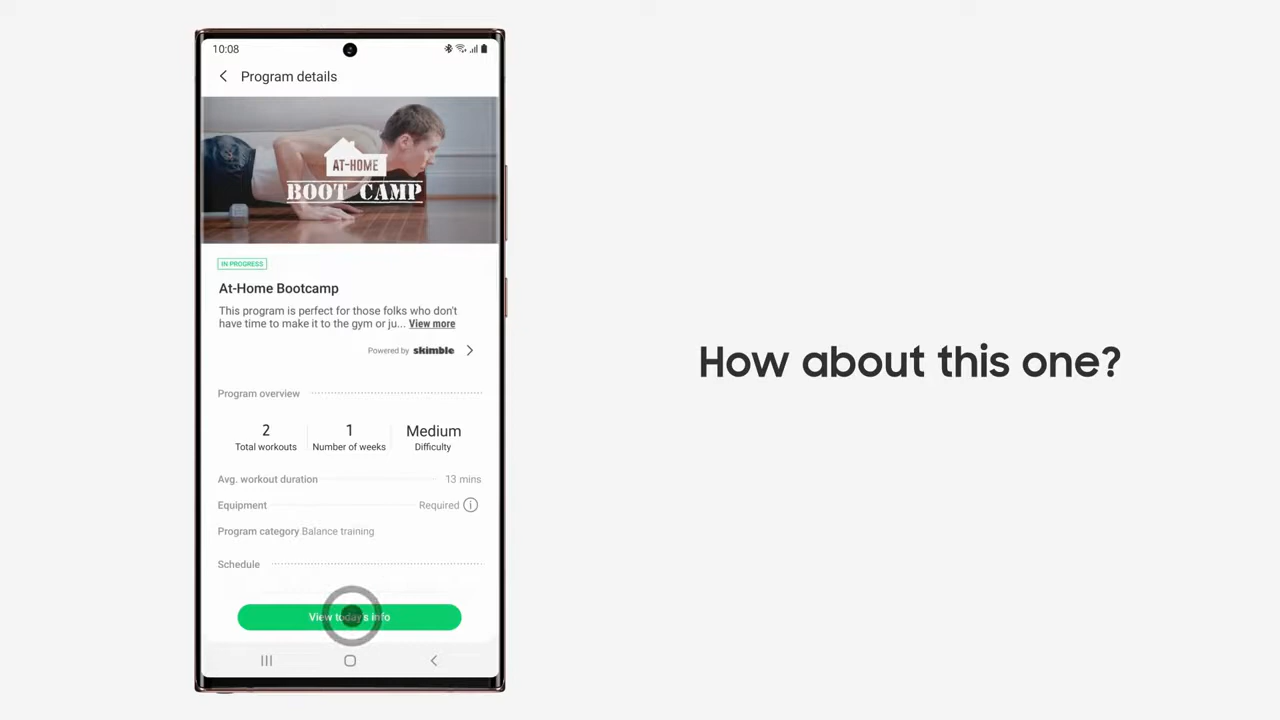 10:08
Program details
AT-HOME
BOOT CAMP
IN PROGRESS
At-Home Bootcamp
This program is perfect for those folks who don't
have time to make it to the gym or ju... View more
Powered by skimble
Program overview
2
Total workouts
1
Number of weeks
Medium
Difficulty
Avg. workout duration 13 mins
Equipment Required
Program category Balance training
Schedule
View today's info
How about this one?